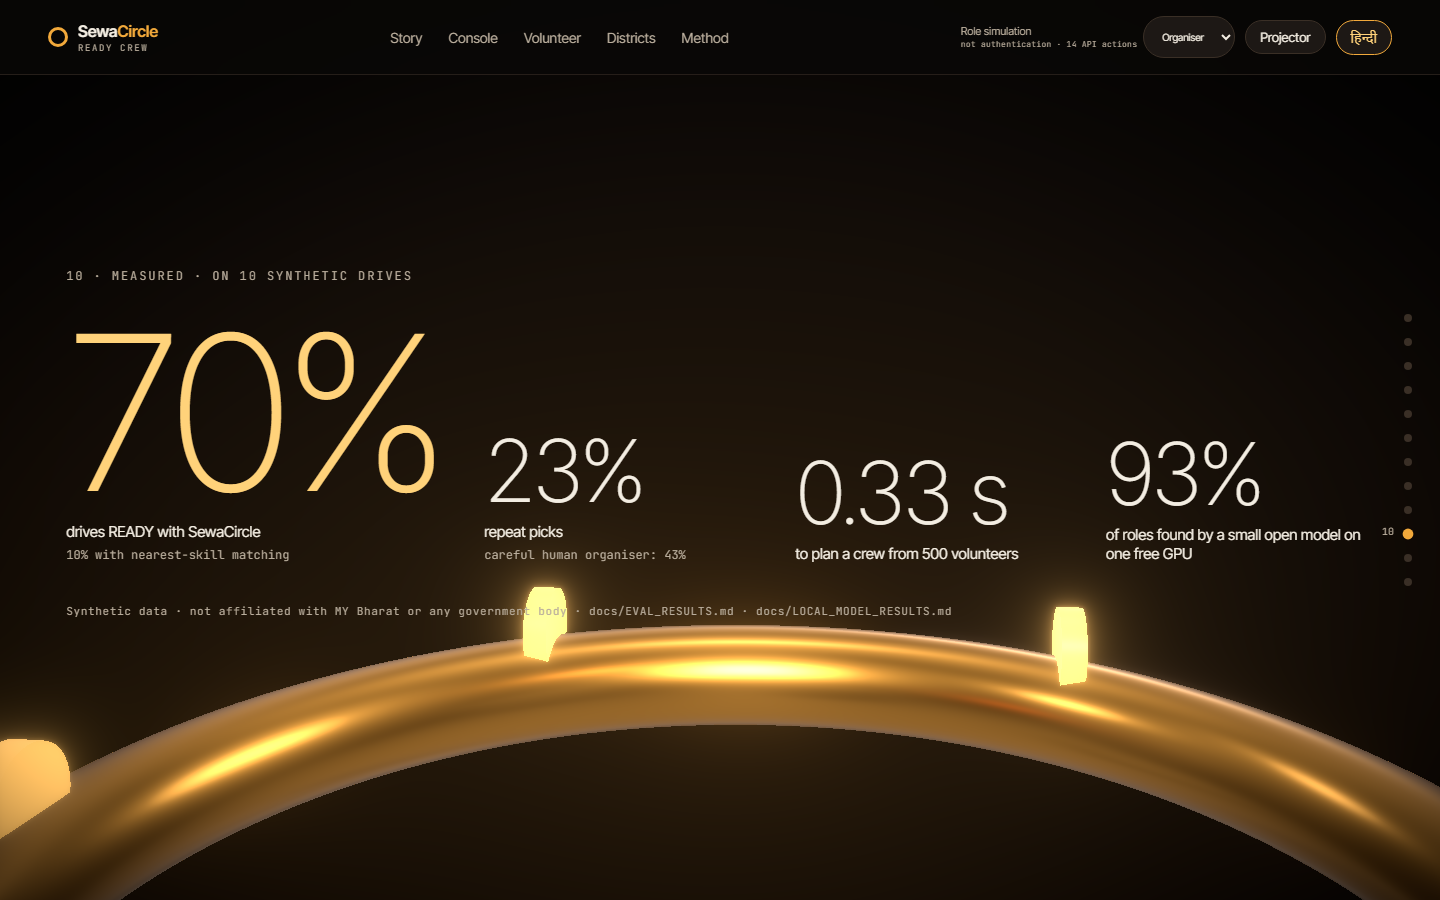 SewaCircle
READY CREW
Story
Console
Volunteer
Districts
Method
Role simulation
not authentication · 14 API actions
Organiser
Projector
हिन्दी
10 · MEASURED · ON 10 SYNTHETIC DRIVES
70%
drives READY with SewaCircle
10% with nearest-skill matching
23%
repeat picks
careful human organiser: 43%
0.33 s
to plan a crew from 500 volunteers
93%
of roles found by a small open model on
one free GPU
10
Synthetic data · not affiliated with MY Bharat or any government body · docs/EVAL_RESULTS.md · docs/LOCAL_MODEL_RESULTS.md